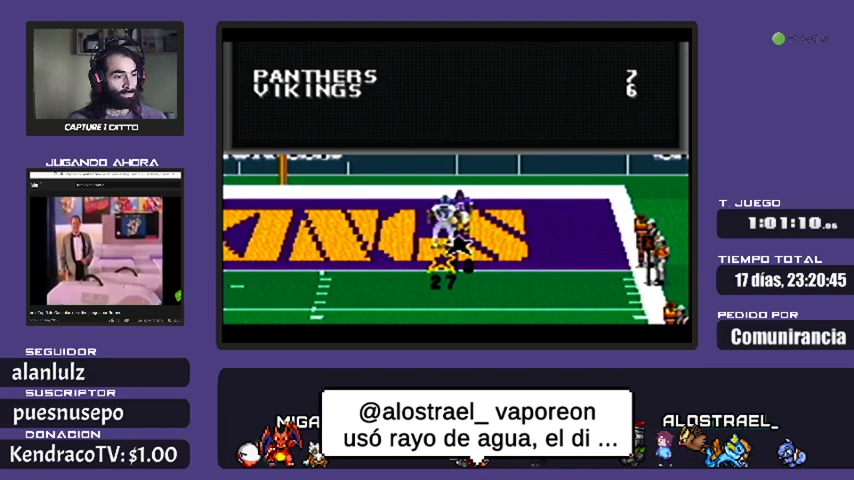 CAPTURE 1 DITTO
JUGANDO AHORA
SEGUIDOR
alanlulz
SUSCRIPTOR
puesnusepo
DONACION
KendracoTV: $1.00
PANTHERS 7
VIKINGS 6
27
T. JUEGO
1:01:10
TIEMPO TOTAL
17 días, 23:20:45
PEDIDO POR
Comunirancia
MIGA
ALOSTRAEL_
@alostrael_ vaporeon
usó rayo de agua, el di ...